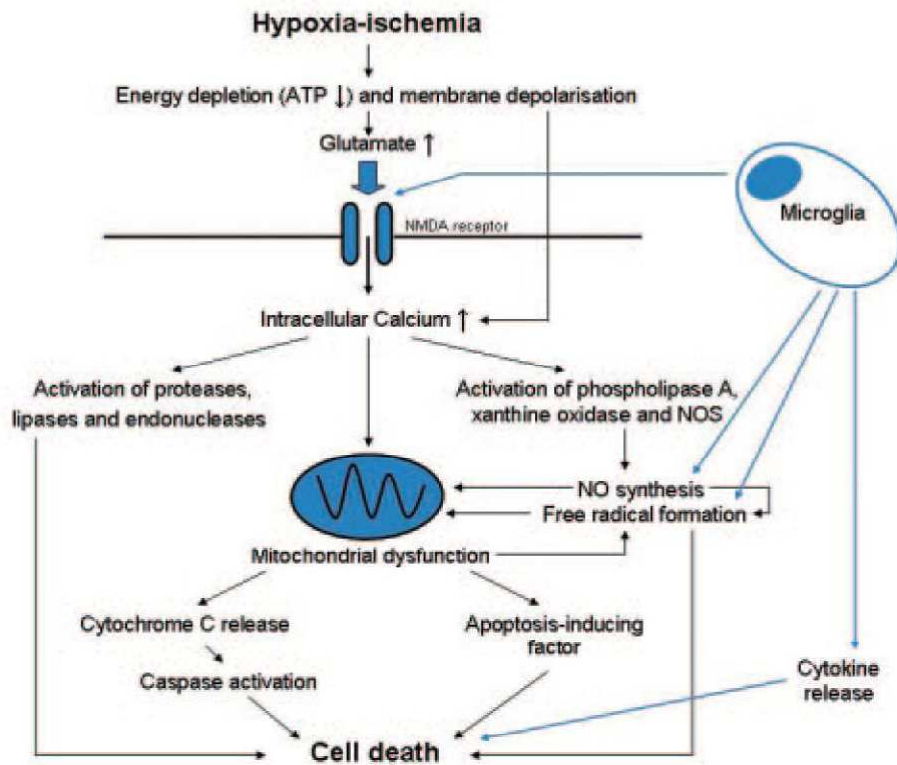 Hypoxia-ischemia
Energy depletion (ATP ↓) and membrane depolarisation
Glutamate ↑
NMDA receptor
Microglia
Intracellular Calcium ↑
Activation of proteases,
lipases and endonucleases
Activation of phospholipase A,
xanthine oxidase and NOS
NO synthesis
Free radical formation
Mitochondrial dysfunction
Cytochrome C release
Apoptosis-inducing
factor
Caspase activation
Cytokine
release
Cell death